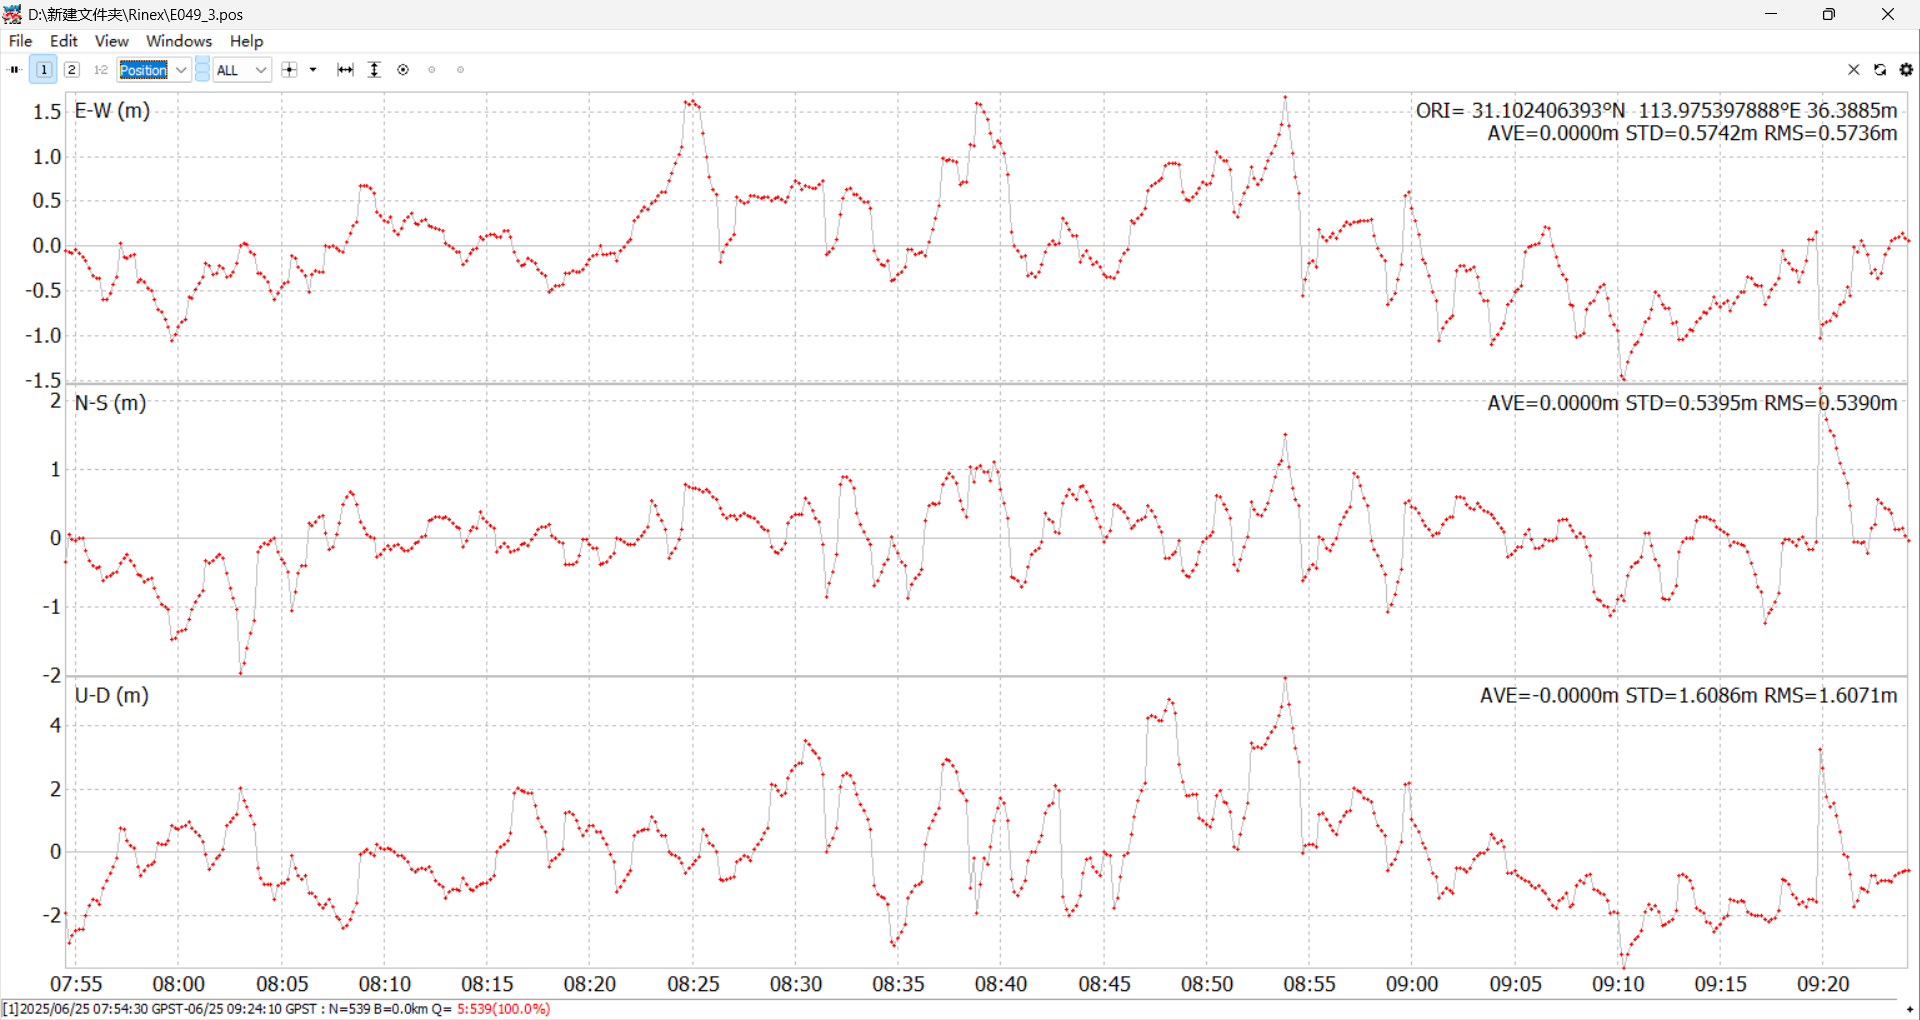 D:\新建文件夹\Rinex\E049_3.pos
File Edit View Windows Help
1 2 1-2 Position ALL
E-W (m)
ORI= 31.102406393°N 113.975397888°E 36.3885m
AVE=0.0000m STD=0.5742m RMS=0.5736m
1.5
1.0
0.5
0.0
-0.5
-1.0
-1.5
N-S (m)
AVE=0.0000m STD=0.5395m RMS=0.5390m
2
1
0
-1
-2
U-D (m)
AVE=-0.0000m STD=1.6086m RMS=1.6071m
4
2
0
-2
07:55 08:00 08:05 08:10 08:15 08:20 08:25 08:30 08:35 08:40 08:45 08:50 08:55 09:00 09:05 09:10 09:15 09:20
[1]2025/06/25 07:54:30 GPST-06/25 09:24:10 GPST : N=539 B=0.0km Q= 5:539(100.0%)